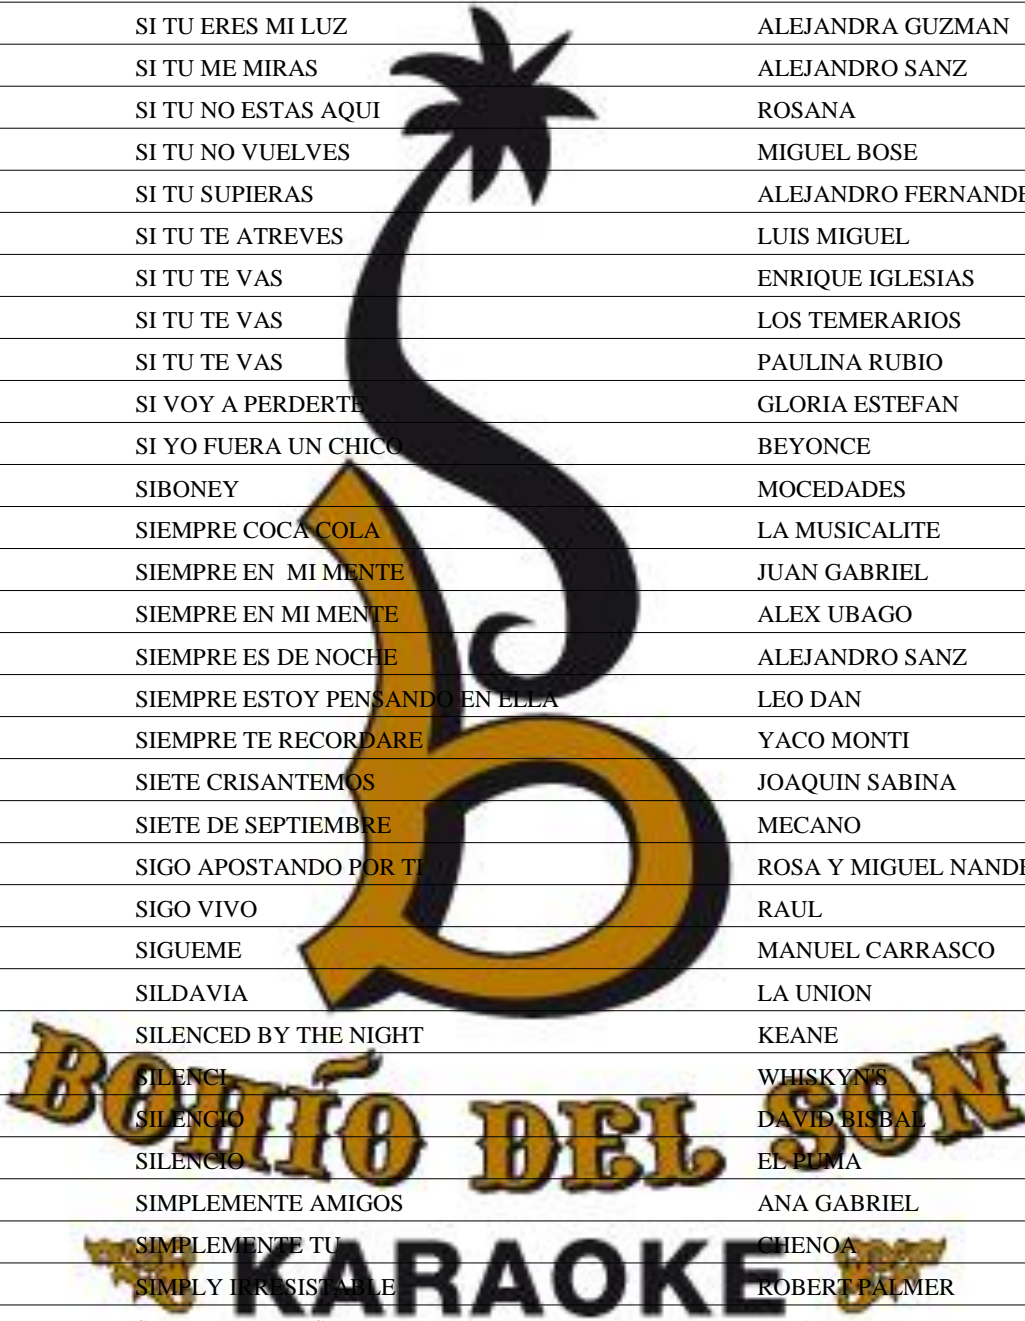 SI TU ERES MI LUZ ALEJANDRA GUZMAN
SI TU ME MIRAS ALEJANDRO SANZ
SI TU NO ESTAS AQUI ROSANA
SI TU NO VUELVES MIGUEL BOSE
SI TU SUPIERAS ALEJANDRO FERNANDE
SI TU TE ATREVES LUIS MIGUEL
SI TU TE VAS ENRIQUE IGLESIAS
SI TU TE VAS LOS TEMERARIOS
SI TU TE VAS PAULINA RUBIO
SI VOY A PERDERTE GLORIA ESTEFAN
SI YO FUERA UN CHICO BEYONCE
SIBONEY MOCEDADES
SIEMPRE COCA COLA LA MUSICALITE
SIEMPRE EN  MI MENTE JUAN GABRIEL
SIEMPRE EN MI MENTE ALEX UBAGO
SIEMPRE ES DE NOCHE ALEJANDRO SANZ
SIEMPRE ESTOY PENSANDO EN ELLA LEO DAN
SIEMPRE TE RECORDARE YACO MONTI
SIETE CRISANTEMOS JOAQUIN SABINA
SIETE DE SEPTIEMBRE MECANO
SIGO APOSTANDO POR TI ROSA Y MIGUEL NANDE
SIGO VIVO RAUL
SIGUEME MANUEL CARRASCO
SILDAVIA LA UNION
SILENCED BY THE NIGHT KEANE
SILENCI WHISKYN'S
SILENCIO DAVID BISBAL
SILENCIO EL PUMA
SIMPLEMENTE AMIGOS ANA GABRIEL
SIMPLEMENTE TU CHENOA
SIMPLY IRRESISTABLE ROBERT PALMER
BOHÍO DEL SON
KARAOKE